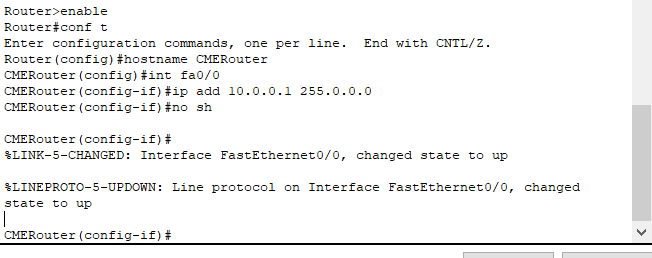 Router>enable
Router#conf t
Enter configuration commands, one per line.  End with CNTL/Z.
Router(config)#hostname CMERouter
CMERouter(config)#int fa0/0
CMERouter(config-if)#ip add 10.0.0.1 255.0.0.0
CMERouter(config-if)#no sh
CMERouter(config-if)#
%LINK-5-CHANGED: Interface FastEthernet0/0, changed state to up
%LINEPROTO-5-UPDOWN: Line protocol on Interface FastEthernet0/0, changed
state to up
CMERouter(config-if)#